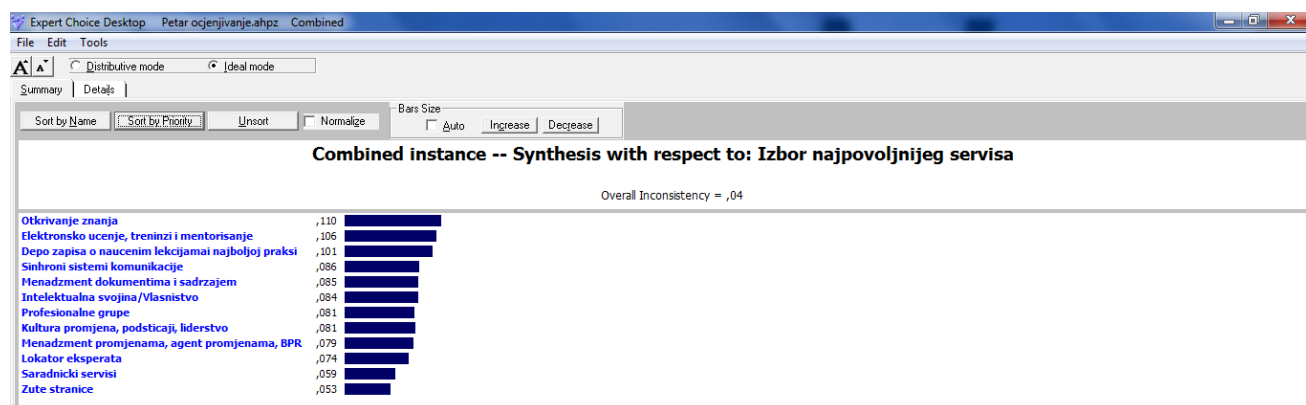 Expert Choice Desktop Petar ocjenjivanje.ahpz Combined
File Edit Tools
A A Distributive mode Ideal mode
Summary Details
Sort by Name Sort by Priority Unsort Normalize Bars Size Auto Increase Decrease
Combined instance -- Synthesis with respect to: Izbor najpovoljnijeg servisa
Overall Inconsistency = ,04
Otkrivanje znanja ,110
Elektronsko ucenje, treninzi i mentorisanje ,106
Depo zapisa o naucenim lekcijamai najboljoj praksi ,101
Sinhroni sistemi komunikacije ,086
Menadzment dokumentima i sadrzajem ,085
Intelektualna svojina/Vlasnistvo ,084
Profesionalne grupe ,081
Kultura promjena, podsticaji, liderstvo ,081
Menadzment promjenama, agent promjenama, BPR ,079
Lokator eksperata ,074
Saradnicki servisi ,059
Zute stranice ,053